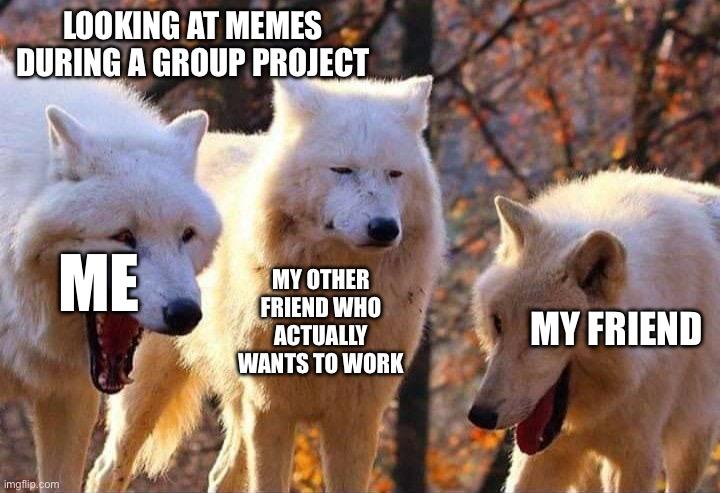 LOOKING AT MEMES
DURING A GROUP PROJECT
ME
MY OTHER
FRIEND WHO
ACTUALLY
WANTS TO WORK
MY FRIEND
imgflip.com